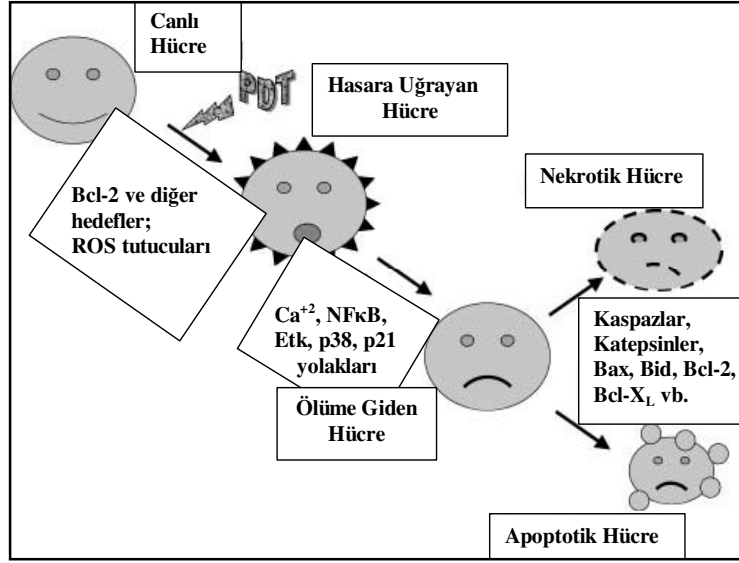 Canlı
Hücre
PDT
Hasara Uğrayan
Hücre
Bcl-2 ve diğer
hedefler;
ROS tutucuları
Nekrotik Hücre
Ca⁺², NFκB,
Etk, p38, p21
yolakları
Kaspazlar,
Katepsinler,
Bax, Bid, Bcl-2,
Bcl-X_L vb.
Ölüme Giden
Hücre
Apoptotik Hücre